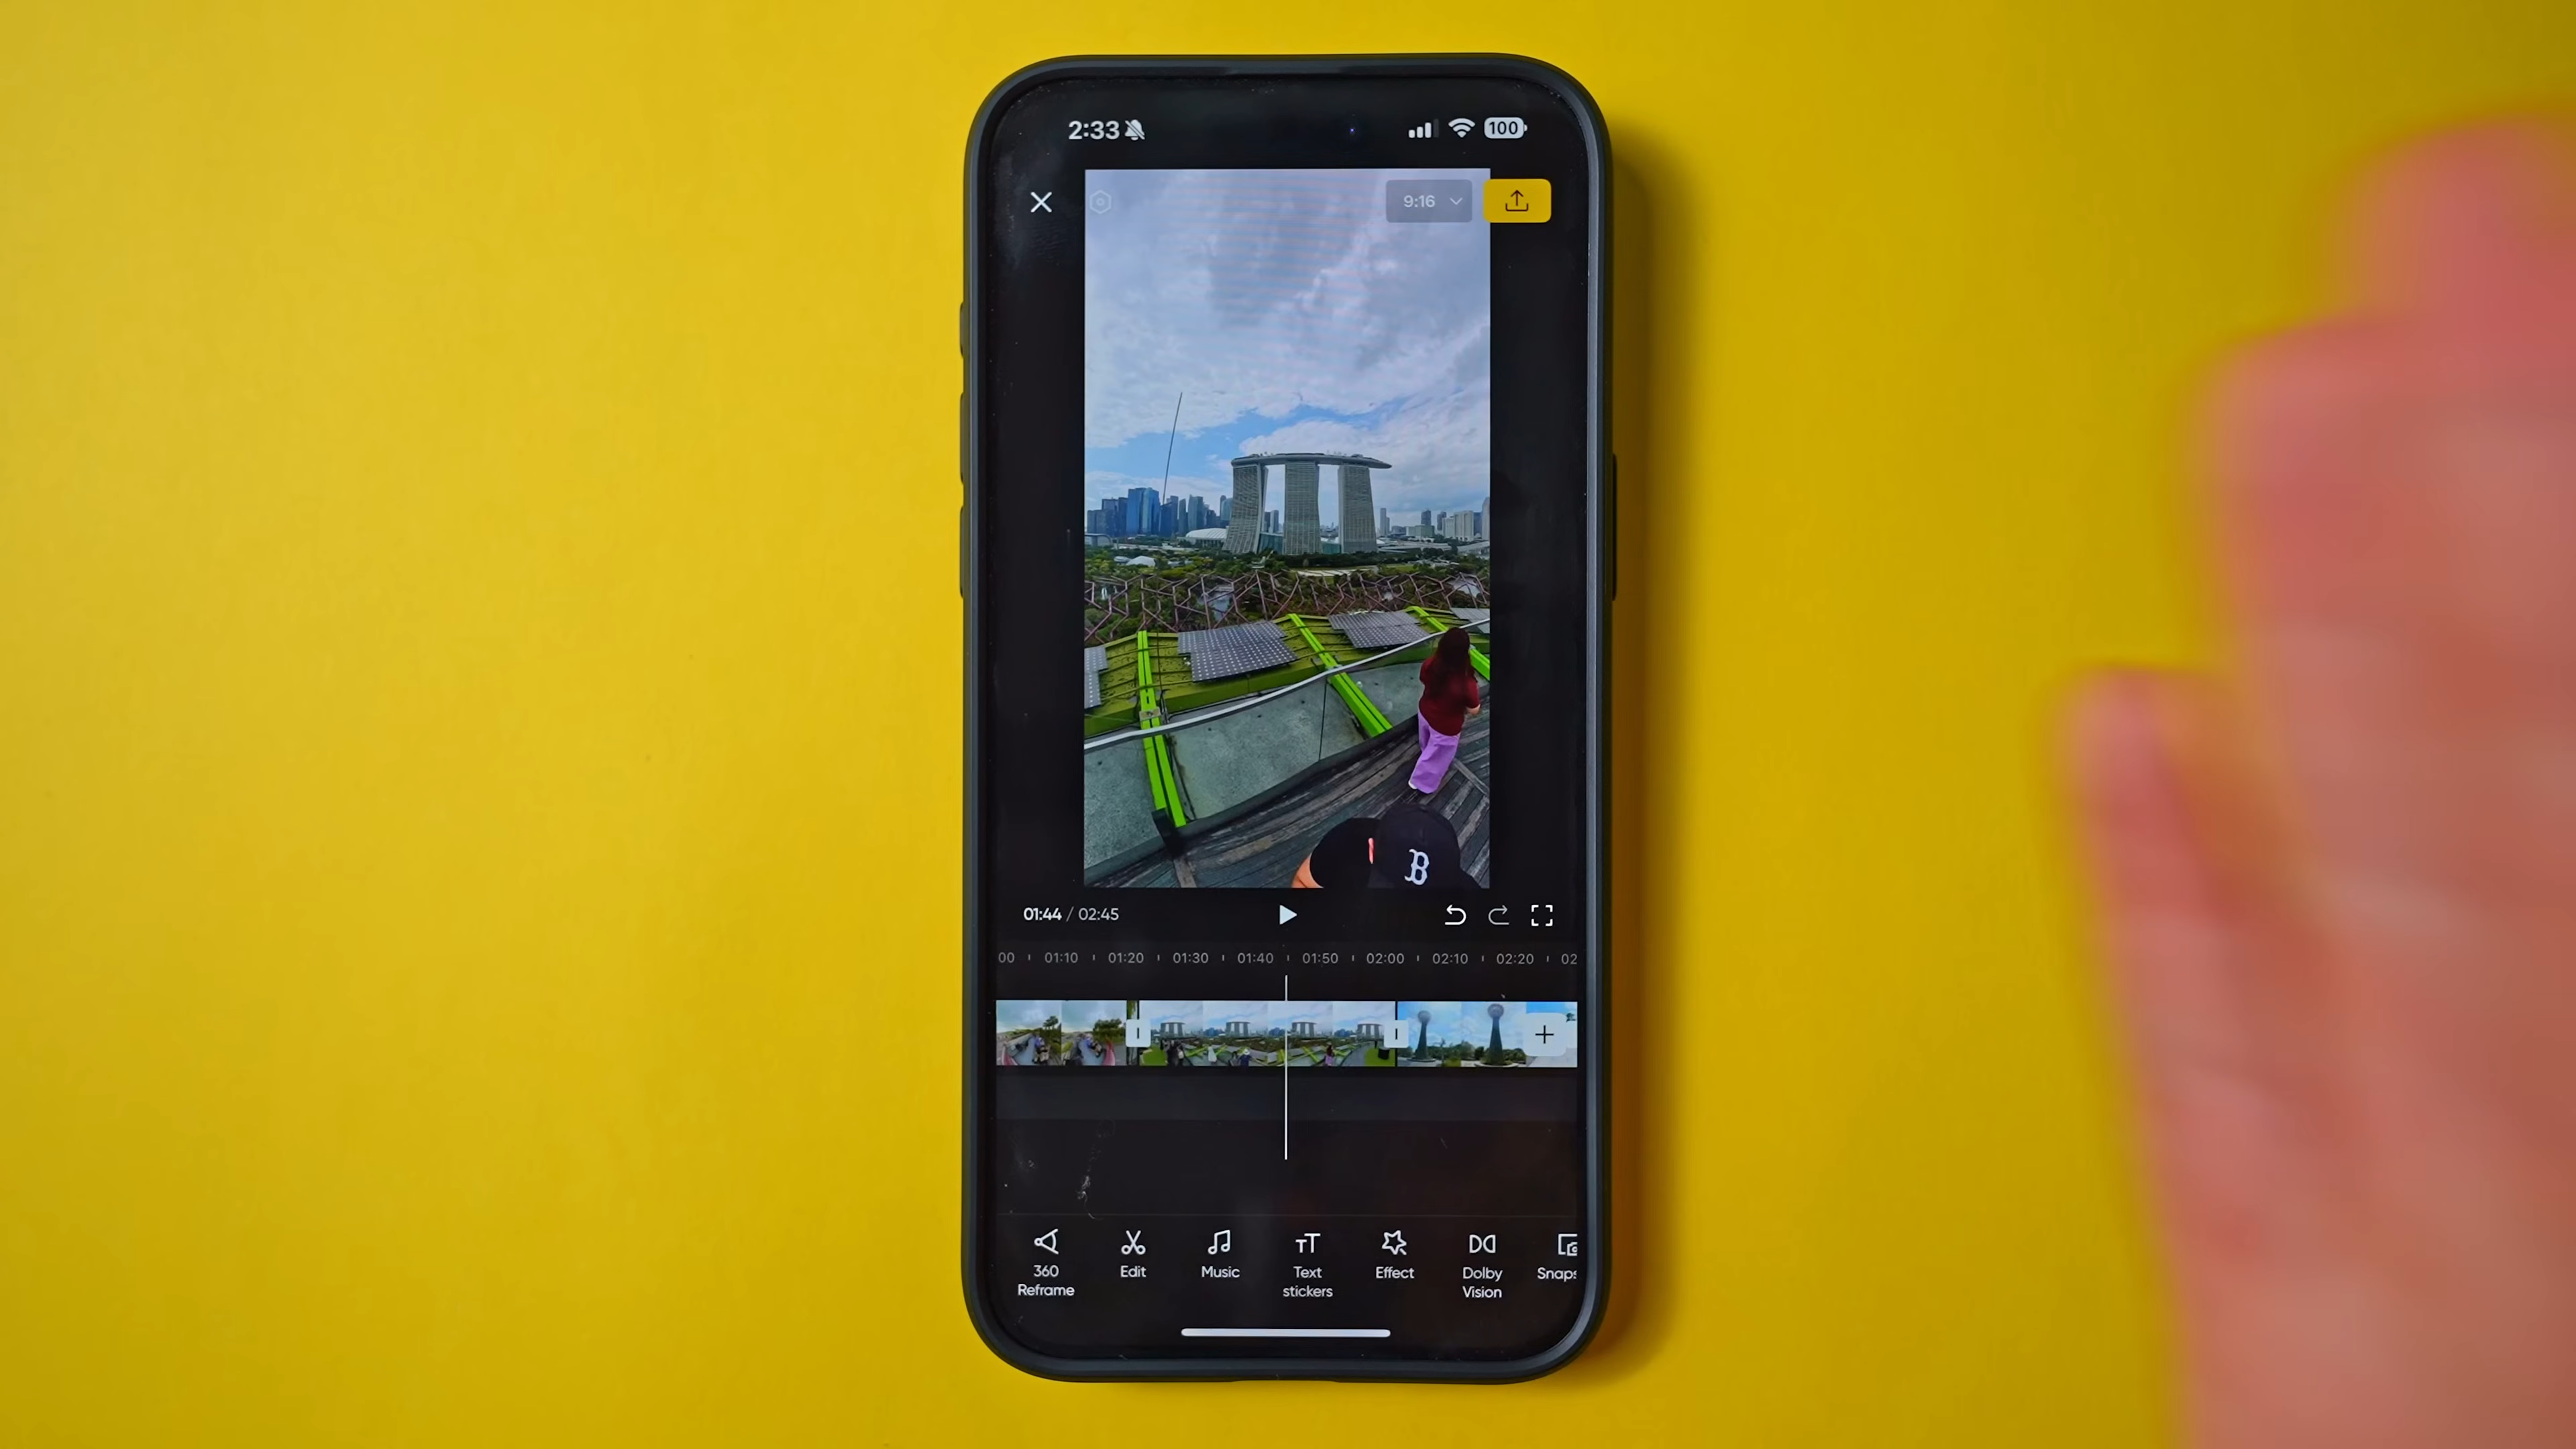 2:33 100
9:16
B
01:44 / 02:45
00 01:10 01:20 01:30 01:40 01:50 02:00 02:10 02:20 02
360 Reframe
Edit
Music
Text stickers
Effect
Dolby Vision
Snaps